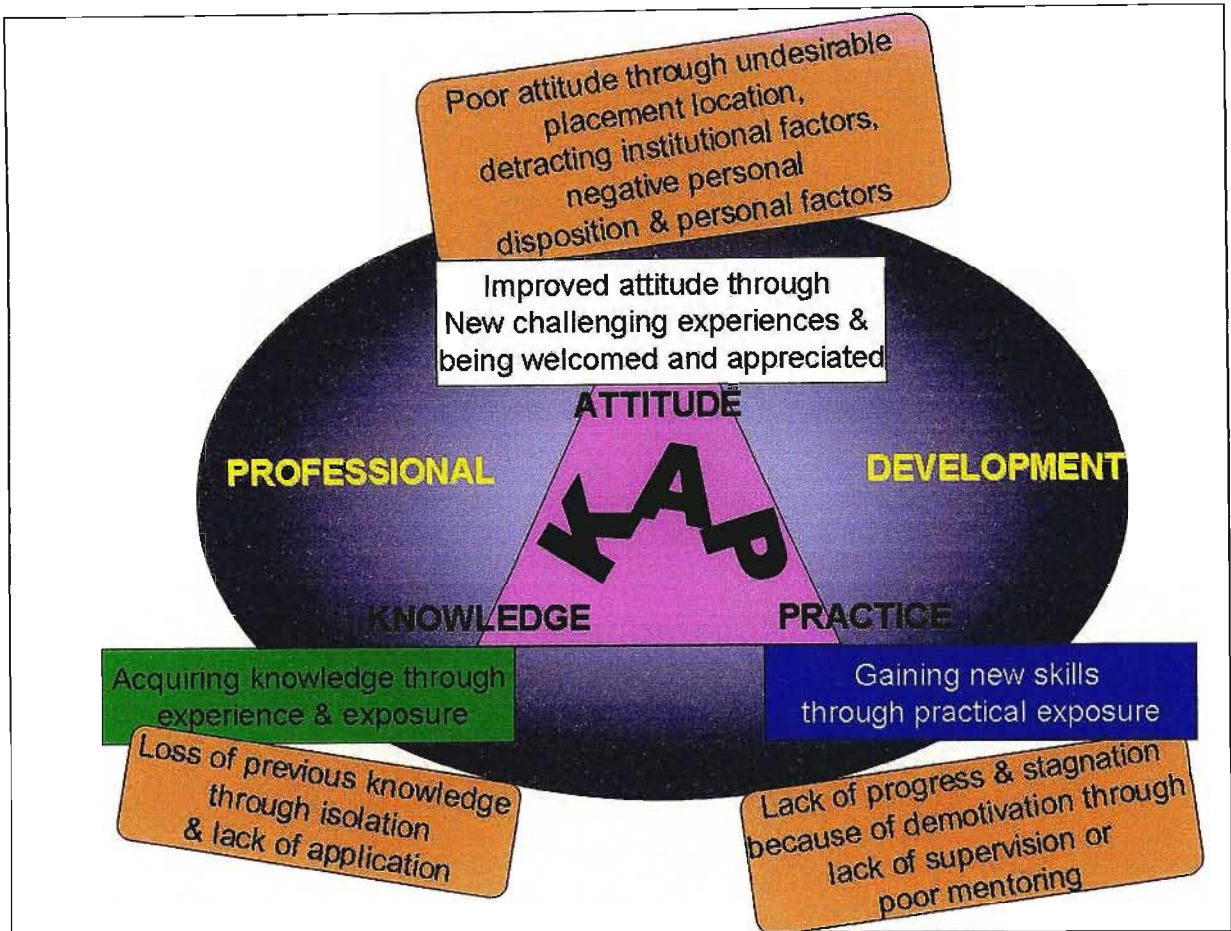 Poor attitude through undesirable
placement location,
detracting institutional factors,
negative personal
disposition & personal factors
Improved attitude through
New challenging experiences &
being welcomed and appreciated
ATTITUDE
PROFESSIONAL
DEVELOPMENT
KAP
KNOWLEDGE
PRACTICE
Acquiring knowledge through
experience & exposure
Gaining new skills
through practical exposure
Loss of previous knowledge
through isolation
& lack of application
Lack of progress & stagnation
because of demotivation through
lack of supervision or
poor mentoring